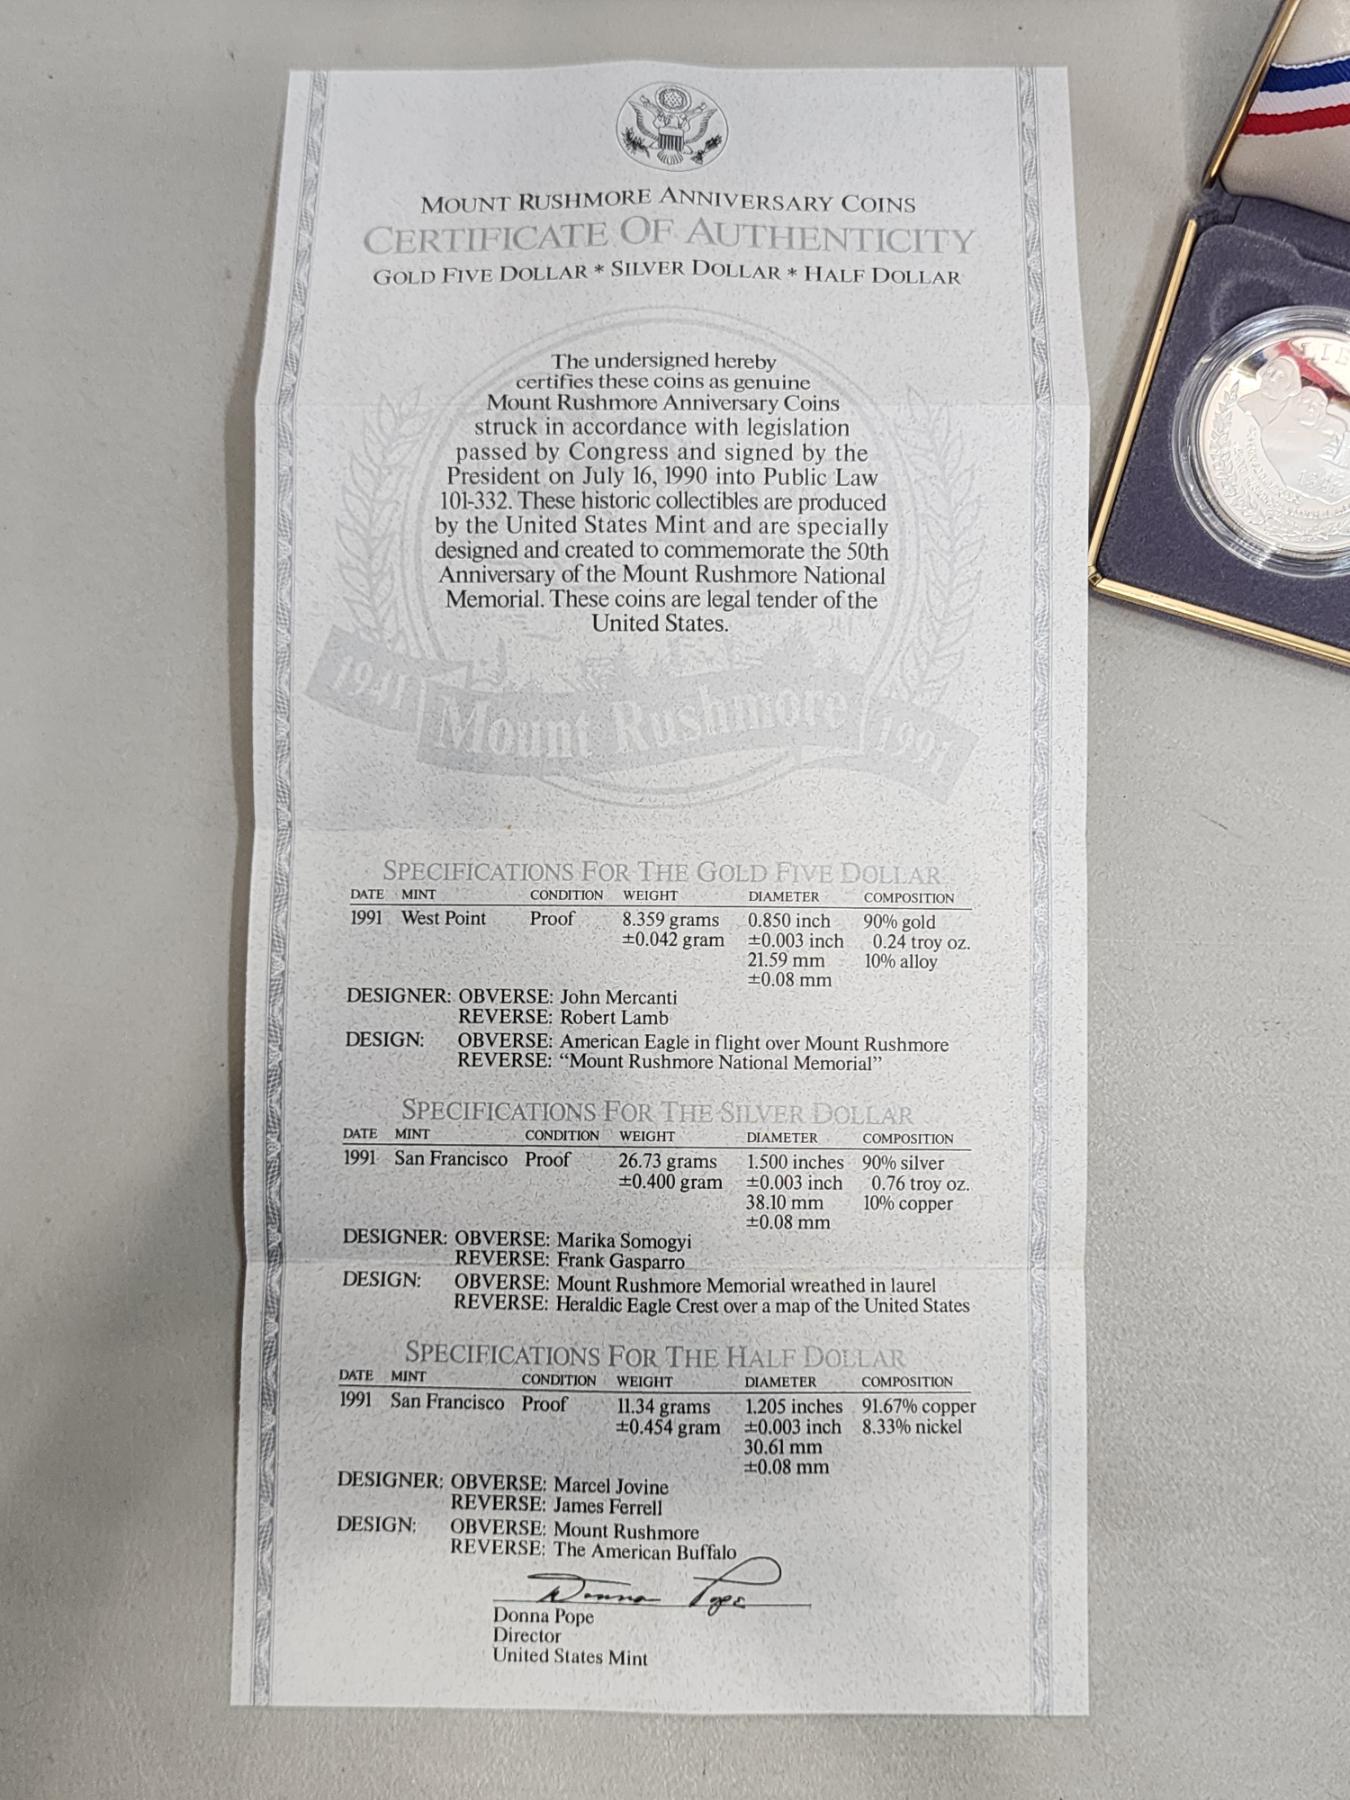 MOUNT RUSHMORE ANNIVERSARY COINS
CERTIFICATE OF AUTHENTICITY
GOLD FIVE DOLLAR * SILVER DOLLAR * HALF DOLLAR
The undersigned hereby
certifies these coins as genuine
Mount Rushmore Anniversary Coins
struck in accordance with legislation
passed by Congress and signed by the
President on July 16, 1990 into Public Law
101-332. These historic collectibles are produced
by the United States Mint and are specially
designed and created to commemorate the 50th
Anniversary of the Mount Rushmore National
Memorial. These coins are legal tender of the
United States.
1941 Mount Rushmore 1991
SPECIFICATIONS FOR THE GOLD FIVE DOLLAR
DATE MINT CONDITION WEIGHT DIAMETER COMPOSITION
1991 West Point Proof 8.359 grams 0.850 inch 90% gold
±0.042 gram ±0.003 inch 0.24 troy oz.
21.59 mm 10% alloy
±0.08 mm
DESIGNER: OBVERSE: John Mercanti
REVERSE: Robert Lamb
DESIGN: OBVERSE: American Eagle in flight over Mount Rushmore
REVERSE: “Mount Rushmore National Memorial”
SPECIFICATIONS FOR THE SILVER DOLLAR
DATE MINT CONDITION WEIGHT DIAMETER COMPOSITION
1991 San Francisco Proof 26.73 grams 1.500 inches 90% silver
±0.400 gram ±0.003 inch 0.76 troy oz.
38.10 mm 10% copper
±0.08 mm
DESIGNER: OBVERSE: Marika Somogyi
REVERSE: Frank Gasparro
DESIGN: OBVERSE: Mount Rushmore Memorial wreathed in laurel
REVERSE: Heraldic Eagle Crest over a map of the United States
SPECIFICATIONS FOR THE HALF DOLLAR
DATE MINT CONDITION WEIGHT DIAMETER COMPOSITION
1991 San Francisco Proof 11.34 grams 1.205 inches 91.67% copper
±0.454 gram ±0.003 inch 8.33% nickel
30.61 mm
±0.08 mm
DESIGNER: OBVERSE: Marcel Jovine
REVERSE: James Ferrell
DESIGN: OBVERSE: Mount Rushmore
REVERSE: The American Buffalo
Donna Pope
Donna Pope
Director
United States Mint